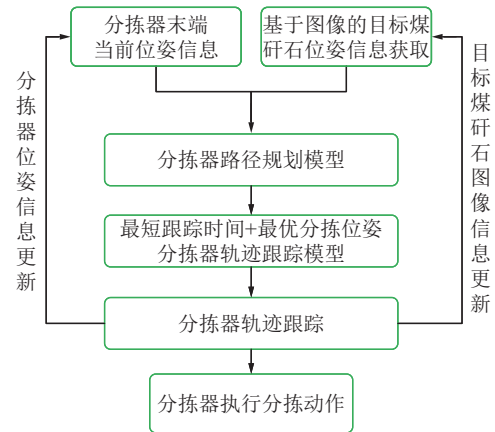 分拣器末端
当前位姿信息
基于图像的目标煤
矸石位姿信息获取
分拣器位姿信息更新
目标煤矸石图像信息更新
分拣器路径规划模型
最短跟踪时间+最优分拣位姿
分拣器轨迹跟踪模型
分拣器轨迹跟踪
分拣器执行分拣动作